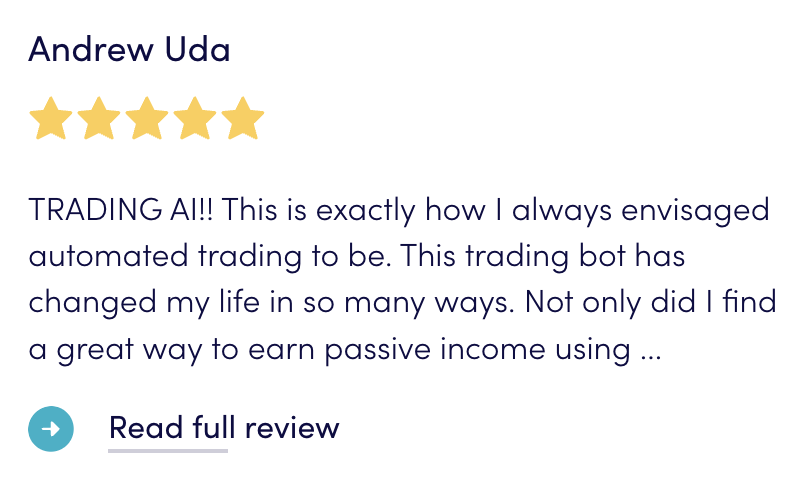 Andrew Uda
TRADING AI!! This is exactly how I always envisaged
automated trading to be. This trading bot has
changed my life in so many ways. Not only did I find
a great way to earn passive income using ...
Read full review